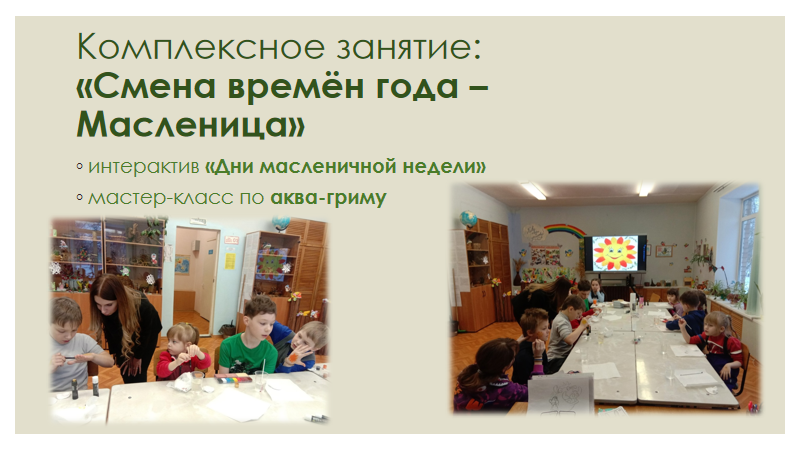 Комплексное занятие:
«Смена времён года –
Масленица»
◦ интерактив «Дни масленичной недели»
◦ мастер-класс по аква-гриму